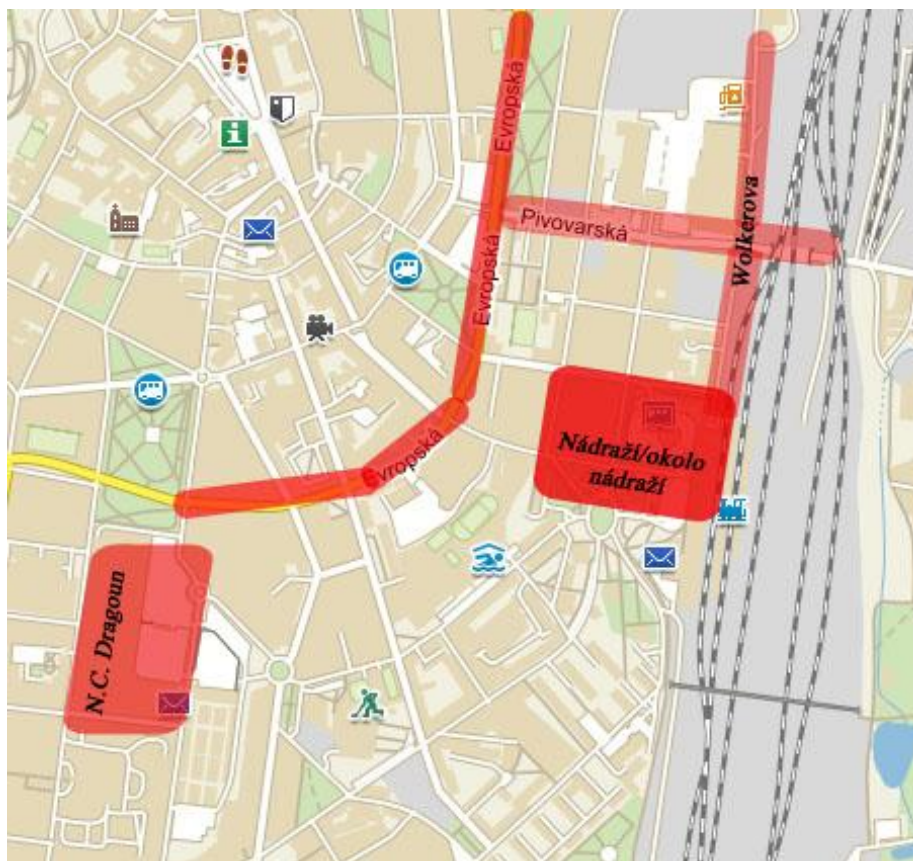 Evropská
Pivovarská
Wolkerova
Evropská
Evropská
Nádraží/okolo
nádraží
N.C. Dragoun